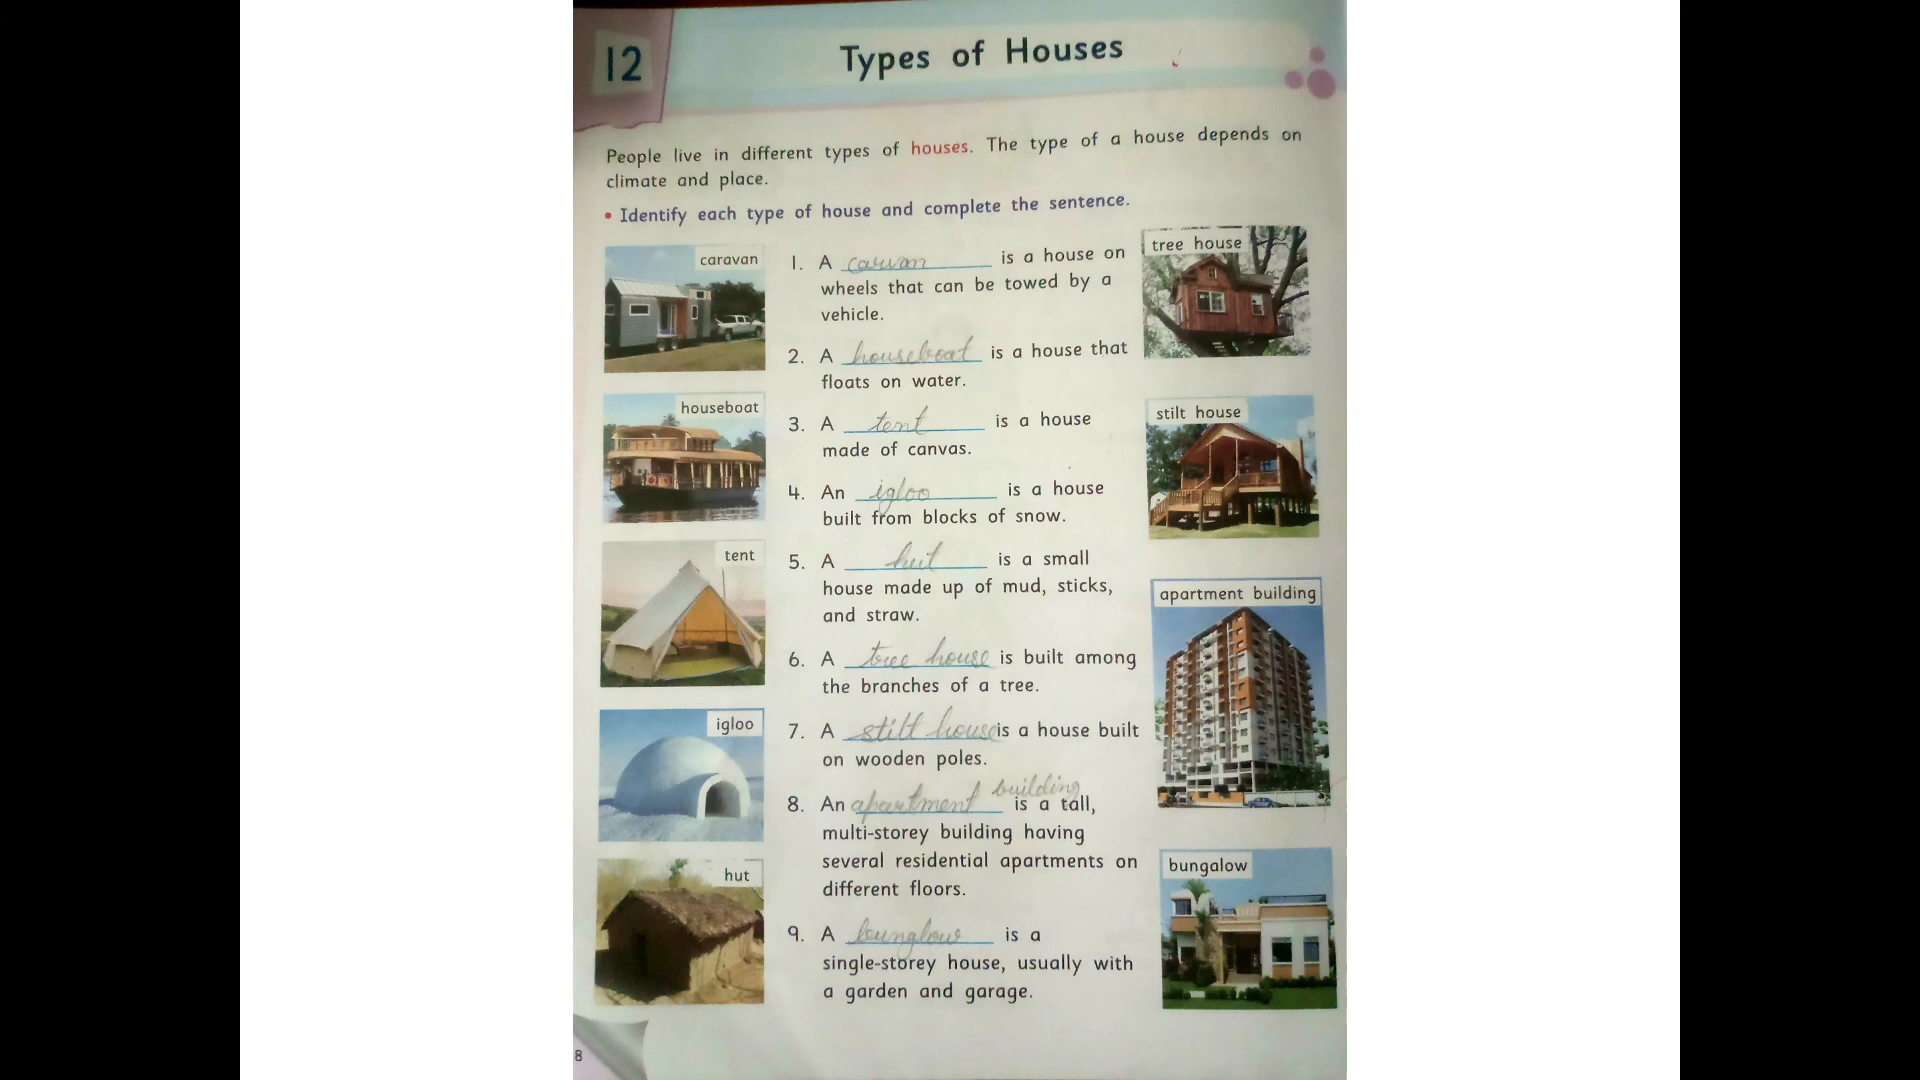 12
Types of Houses
People live in different types of houses. The type of a house depends on
climate and place.
• Identify each type of house and complete the sentence.
caravan
houseboat
tent
igloo
hut
1. A carvan is a house on
wheels that can be towed by a
vehicle.
2. A houseboat is a house that
floats on water.
3. A tent is a house
made of canvas.
4. An igloo is a house
built from blocks of snow.
5. A hut is a small
house made up of mud, sticks,
and straw.
6. A tree house is built among
the branches of a tree.
7. A stilt house is a house built
on wooden poles.
building
8. An apartment is a tall,
multi-storey building having
several residential apartments on
different floors.
9. A bunglow is a
single-storey house, usually with
a garden and garage.
tree house
stilt house
apartment building
bungalow
8